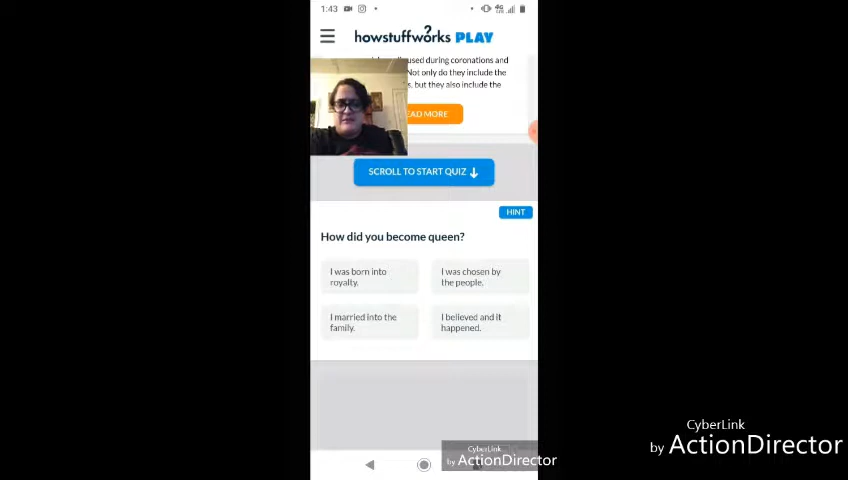 1:43
howstuffworks PLAY
used during coronations and
Not only do they include the
s, but they also include the
EAD MORE
SCROLL TO START QUIZ
HINT
How did you become queen?
I was born into
royalty.
I was chosen by
the people.
I married into the
family.
I believed and it
happened.
CyberLink
by ActionDirector
CyberLink
by ActionDirector